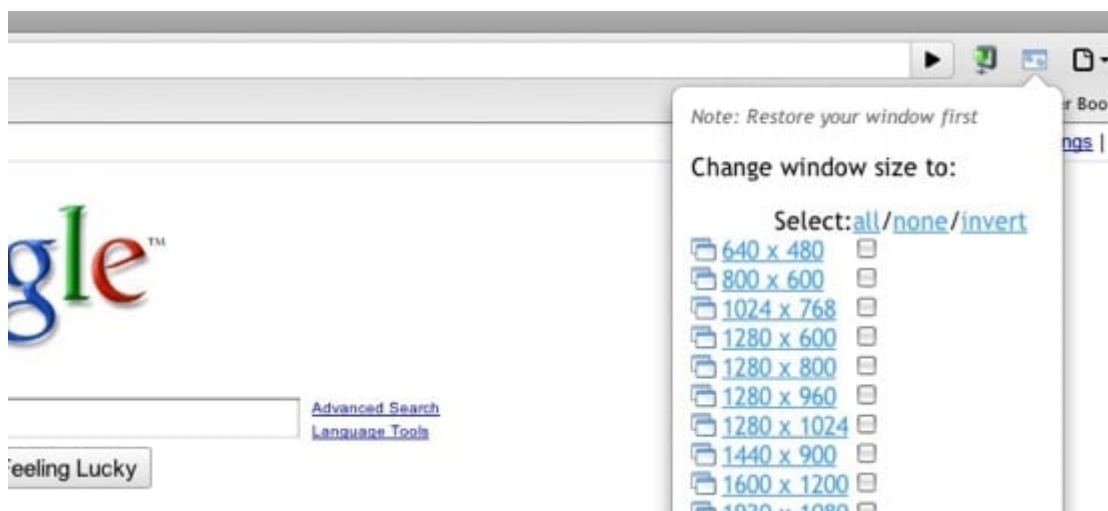 r Boo
Note: Restore your window first
ngs |
Change window size to:
Select:all/none/invert
gle™
640 x 480
800 x 600
1024 x 768
1280 x 600
1280 x 800
1280 x 960
Advanced Search
1280 x 1024
Language Tools
1440 x 900
eeling Lucky
1600 x 1200